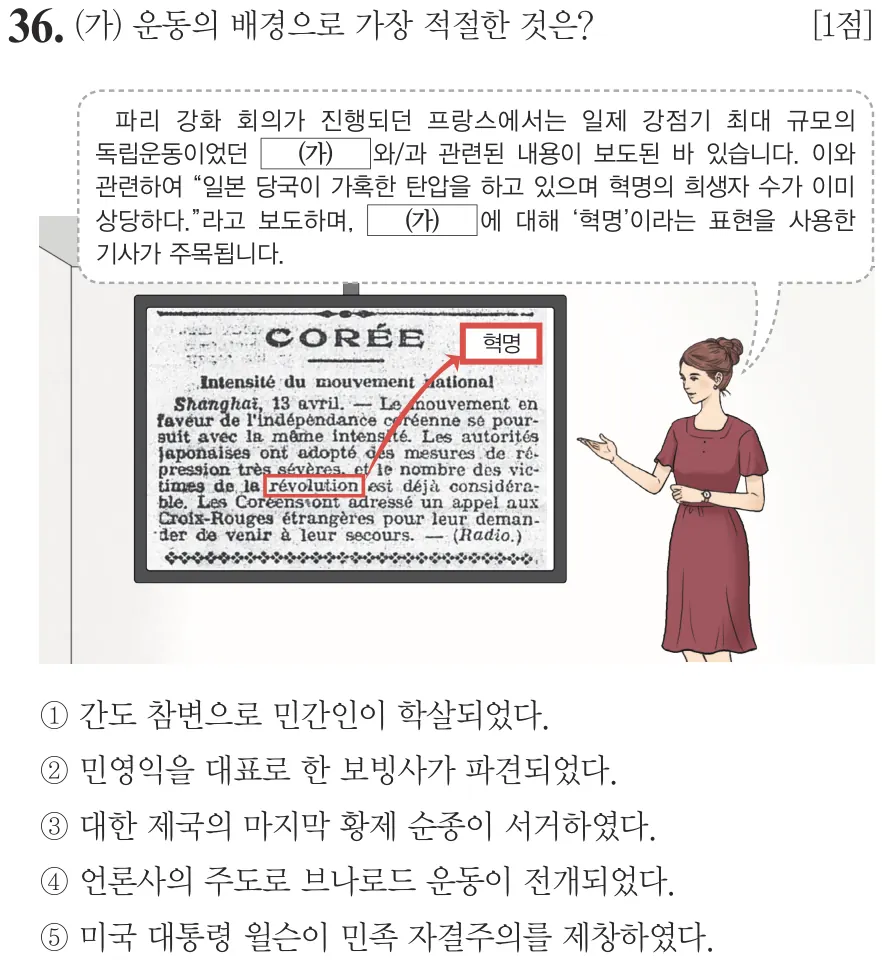 36. (가) 운동의 배경으로 가장 적절한 것은? [1점]
파리 강화 회의가 진행되던 프랑스에서는 일제 강점기 최대 규모의
독립운동이었던 (가) 와/과 관련된 내용이 보도된 바 있습니다. 이와
관련하여 “일본 당국이 가혹한 탄압을 하고 있으며 혁명의 희생자 수가 이미
상당하다.”라고 보도하며, (가) 에 대해 ‘혁명’이라는 표현을 사용한
기사가 주목됩니다.
CORÉE
혁명
Intensité du mouvement national
Shanghaï, 13 avril. — Le mouvement en
faveur de l'indépendance coréenne se pour-
suit avec la même intensité. Les autorités
japonaises ont adopté des mesures de ré-
pression très sévères, et le nombre des vic-
times de la révolution est déjà considéra-
ble. Les Coréens ont adressé un appel aux
Croix-Rouges étrangères pour leur deman-
der de venir à leur secours. — (Radio.)
① 간도 참변으로 민간인이 학살되었다.
② 민영익을 대표로 한 보빙사가 파견되었다.
③ 대한 제국의 마지막 황제 순종이 서거하였다.
④ 언론사의 주도로 브나로드 운동이 전개되었다.
⑤ 미국 대통령 윌슨이 민족 자결주의를 제창하였다.